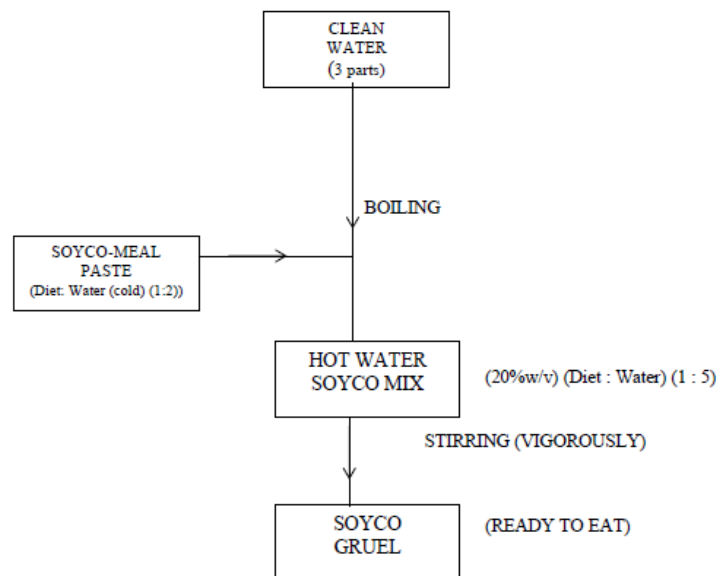 CLEAN
WATER
(3 parts)
BOILING
SOYCO-MEAL
PASTE
(Diet: Water (cold) (1:2))
HOT WATER
SOYCO MIX
(20%w/v) (Diet : Water) (1 : 5)
STIRRING (VIGOROUSLY)
SOYCO
GRUEL
(READY TO EAT)